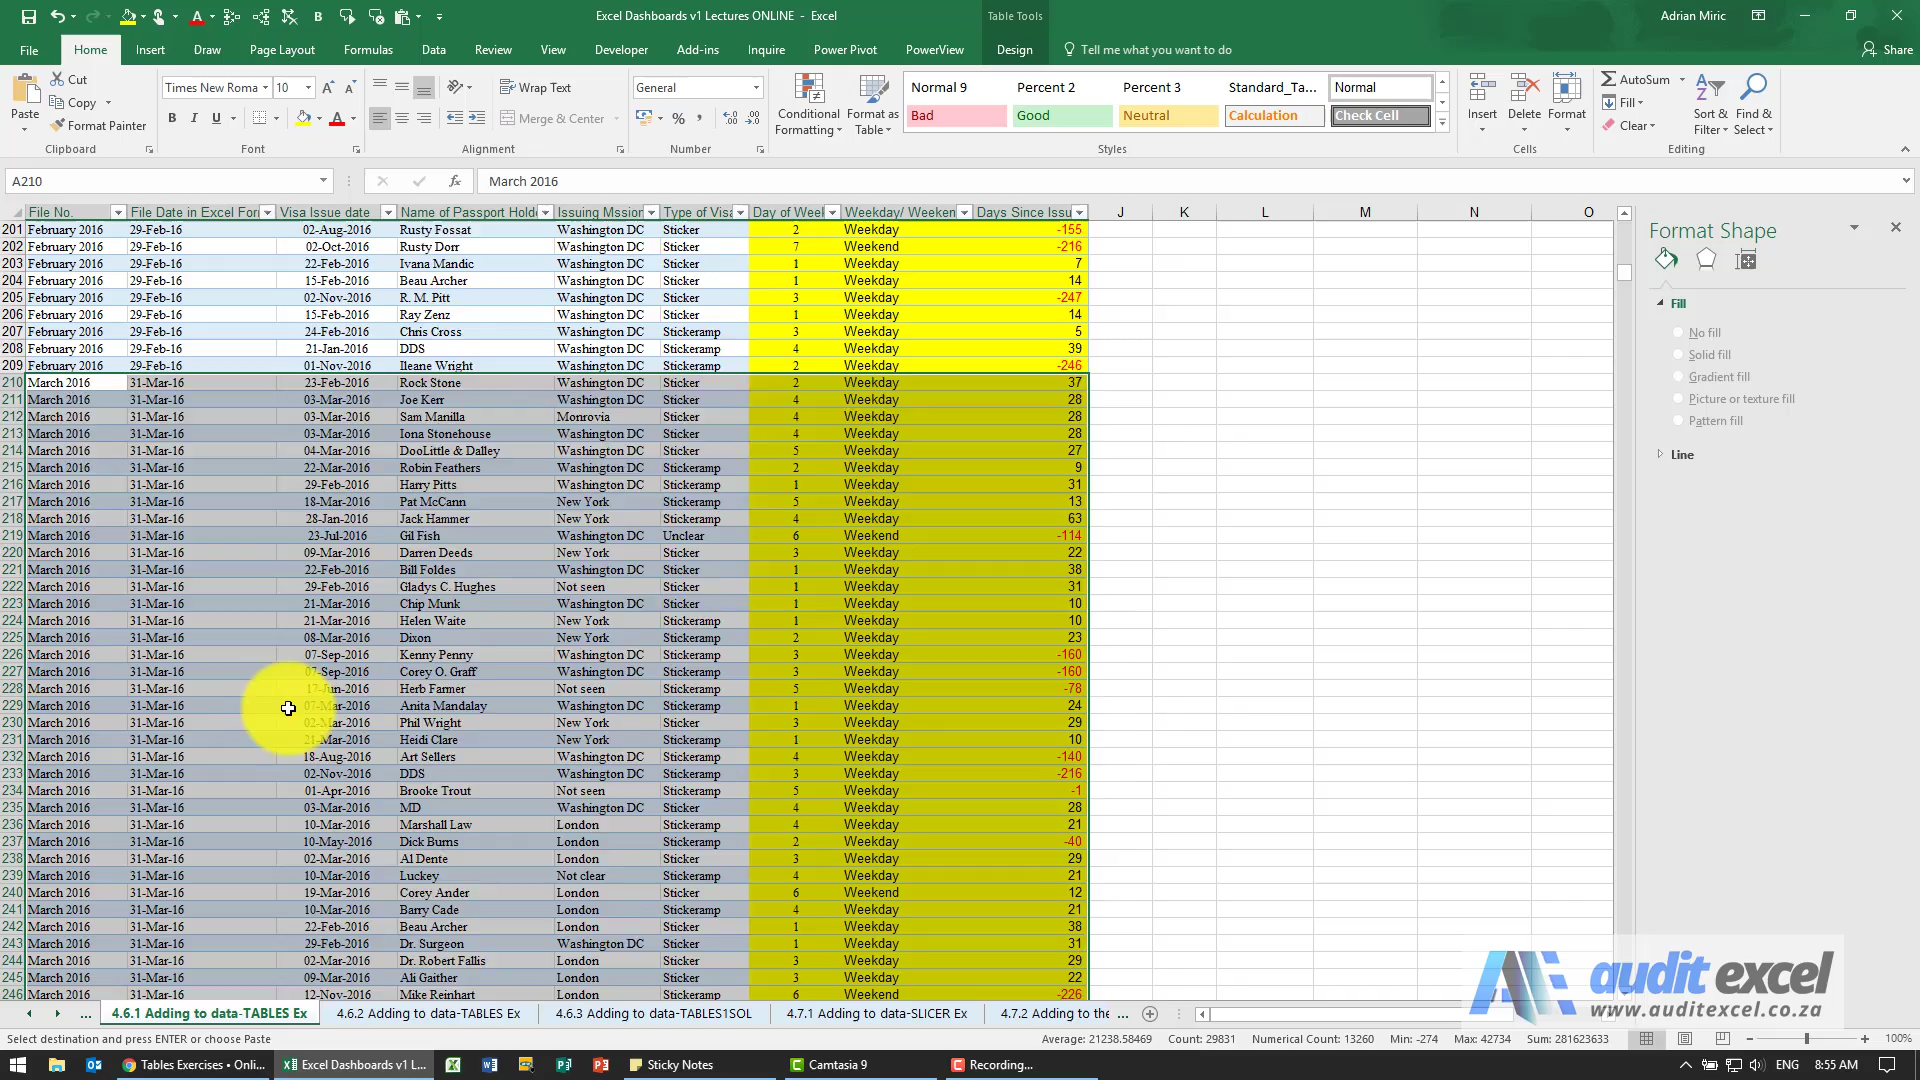 Excel Dashboards v1 Lectures ONLINE - Excel
Table Tools
Adrian Miric
File Home Insert Draw Page Layout Formulas Data Review View Developer Add-ins Inquire Power Pivot PowerView Design Tell me what you want to do Share
Paste Cut Copy Format Painter Clipboard
Times New Roma 10 B I U Font
Wrap Text Merge & Center Alignment
General % Number
Conditional Formatting Format as Table
Normal 9 Percent 2 Percent 3 Standard_Ta... Normal
Bad Good Neutral Calculation Check Cell
Styles
Insert Delete Format Cells
AutoSum Fill Clear Sort & Filter Find & Select Editing
A210 fx March 2016
File No. File Date in Excel For Visa Issue date Name of Passport Hold Issuing Mssion Type of Visa Day of Week Weekday/ Weeken Days Since Issu J K L M N O
201 February 2016 29-Feb-16 02-Aug-2016 Rusty Fossat Washington DC Sticker 2 Weekday -155
202 February 2016 29-Feb-16 02-Oct-2016 Rusty Dorr Washington DC Sticker 7 Weekend -216
203 February 2016 29-Feb-16 22-Feb-2016 Ivana Mandic Washington DC Sticker 1 Weekday 7
204 February 2016 29-Feb-16 15-Feb-2016 Beau Archer Washington DC Sticker 1 Weekday 14
205 February 2016 29-Feb-16 02-Nov-2016 R. M. Pitt Washington DC Sticker 3 Weekday -247
206 February 2016 29-Feb-16 15-Feb-2016 Ray Zenz Washington DC Sticker 1 Weekday 14
207 February 2016 29-Feb-16 24-Feb-2016 Chris Cross Washington DC Stickeramp 3 Weekday 5
208 February 2016 29-Feb-16 21-Jan-2016 DDS Washington DC Stickeramp 4 Weekday 39
209 February 2016 29-Feb-16 01-Nov-2016 Ileane Wright Washington DC Stickeramp 2 Weekday -246
210 March 2016 31-Mar-16 23-Feb-2016 Rock Stone Washington DC Sticker 2 Weekday 37
211 March 2016 31-Mar-16 03-Mar-2016 Joe Kerr Washington DC Sticker 4 Weekday 28
212 March 2016 31-Mar-16 03-Mar-2016 Sam Manilla Monrovia Sticker 4 Weekday 28
213 March 2016 31-Mar-16 03-Mar-2016 Iona Stonehouse Washington DC Sticker 4 Weekday 28
214 March 2016 31-Mar-16 04-Mar-2016 DooLittle & Dalley Washington DC Sticker 5 Weekday 27
215 March 2016 31-Mar-16 22-Mar-2016 Robin Feathers Washington DC Stickeramp 2 Weekday 9
216 March 2016 31-Mar-16 29-Feb-2016 Harry Pitts Washington DC Stickeramp 1 Weekday 31
217 March 2016 31-Mar-16 18-Mar-2016 Pat McCann New York Stickeramp 5 Weekday 13
218 March 2016 31-Mar-16 28-Jan-2016 Jack Hammer New York Stickeramp 4 Weekday 63
219 March 2016 31-Mar-16 23-Jul-2016 Gil Fish Washington DC Unclear 6 Weekend -114
220 March 2016 31-Mar-16 09-Mar-2016 Darren Deeds New York Sticker 3 Weekday 22
221 March 2016 31-Mar-16 22-Feb-2016 Bill Foldes Washington DC Stickeramp 1 Weekday 38
222 March 2016 31-Mar-16 29-Feb-2016 Gladys C. Hughes Not seen Sticker 1 Weekday 31
223 March 2016 31-Mar-16 21-Mar-2016 Chip Munk Washington DC Sticker 1 Weekday 10
224 March 2016 31-Mar-16 21-Mar-2016 Helen Waite New York Sticker 1 Weekday 10
225 March 2016 31-Mar-16 08-Mar-2016 Dixon New York Sticker 2 Weekday 23
226 March 2016 31-Mar-16 07-Sep-2016 Kenny Penny Washington DC Stickeramp 3 Weekday -160
227 March 2016 31-Mar-16 07-Sep-2016 Corey O. Graff Washington DC Stickeramp 3 Weekday -160
228 March 2016 31-Mar-16 17-Jun-2016 Herb Farmer Not seen Stickeramp 5 Weekday -78
229 March 2016 31-Mar-16 07-Mar-2016 Anita Mandalay Washington DC Stickeramp 1 Weekday 24
230 March 2016 31-Mar-16 02-Mar-2016 Phil Wright New York Stickeramp 3 Weekday 29
231 March 2016 31-Mar-16 21-Mar-2016 Heidi Clare New York Stickeramp 1 Weekday 10
232 March 2016 31-Mar-16 18-Aug-2016 Art Sellers Washington DC Stickeramp 4 Weekday -140
233 March 2016 31-Mar-16 02-Nov-2016 DDS Washington DC Stickeramp 3 Weekday -216
234 March 2016 31-Mar-16 01-Apr-2016 Brooke Trout Not seen Stickeramp 5 Weekday -1
235 March 2016 31-Mar-16 03-Mar-2016 MD Washington DC Sticker 4 Weekday 28
236 March 2016 31-Mar-16 10-Mar-2016 Marshall Law London Stickeramp 4 Weekday 21
237 March 2016 31-Mar-16 10-May-2016 Dick Burns London Stickeramp 2 Weekday -40
238 March 2016 31-Mar-16 02-Mar-2016 Al Dente London Sticker 3 Weekday 29
239 March 2016 31-Mar-16 10-Mar-2016 Luckey Not clear Stickeramp 4 Weekday 21
240 March 2016 31-Mar-16 19-Mar-2016 Corey Ander London Sticker 6 Weekend 12
241 March 2016 31-Mar-16 10-Mar-2016 Barry Cade London Stickeramp 4 Weekday 21
242 March 2016 31-Mar-16 22-Feb-2016 Beau Archer London Sticker 1 Weekday 38
243 March 2016 31-Mar-16 29-Feb-2016 Dr. Surgeon Washington DC Sticker 1 Weekday 31
244 March 2016 31-Mar-16 02-Mar-2016 Dr. Robert Fallis London Sticker 3 Weekday 29
245 March 2016 31-Mar-16 09-Mar-2016 Ali Gaither London Sticker 3 Weekday 22
246 March 2016 31-Mar-16 12-Nov-2016 Mike Reinhart London Sticker 6 Weekend -226
Format Shape
Fill
No fill
Solid fill
Gradient fill
Picture or texture fill
Pattern fill
Line
audit excel
www.auditexcel.co.za
... 4.6.1 Adding to data-TABLES Ex 4.6.2 Adding to data-TABLES Ex 4.6.3 Adding to data-TABLES1SOL 4.7.1 Adding to data-SLICER Ex 4.7.2 Adding to the ...
Select destination and press ENTER or choose Paste Average: 21238.58469 Count: 29831 Numerical Count: 13260 Min: -274 Max: 42734 Sum: 281623633 100%
Tables Exercises - Onli... Excel Dashboards v1 L... Sticky Notes Camtasia 9 Recording... ENG 8:55 AM